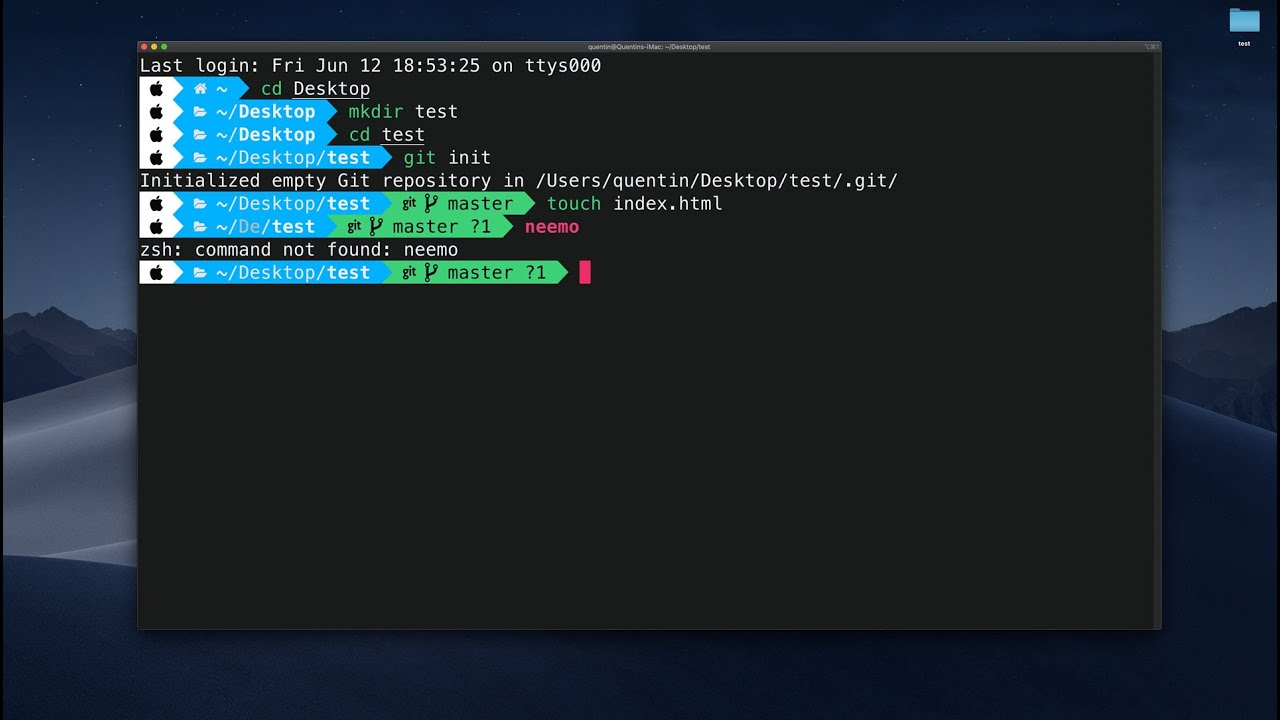 test
quentin@Quentins-iMac: ~/Desktop/test
⌥⌘1
Last login: Fri Jun 12 18:53:25 on ttys000
~ cd Desktop
~/Desktop mkdir test
~/Desktop cd test
~/Desktop/test git init
Initialized empty Git repository in /Users/quentin/Desktop/test/.git/
~/Desktop/test git master touch index.html
~/De/test git master ?1 neemo
zsh: command not found: neemo
~/Desktop/test git master ?1